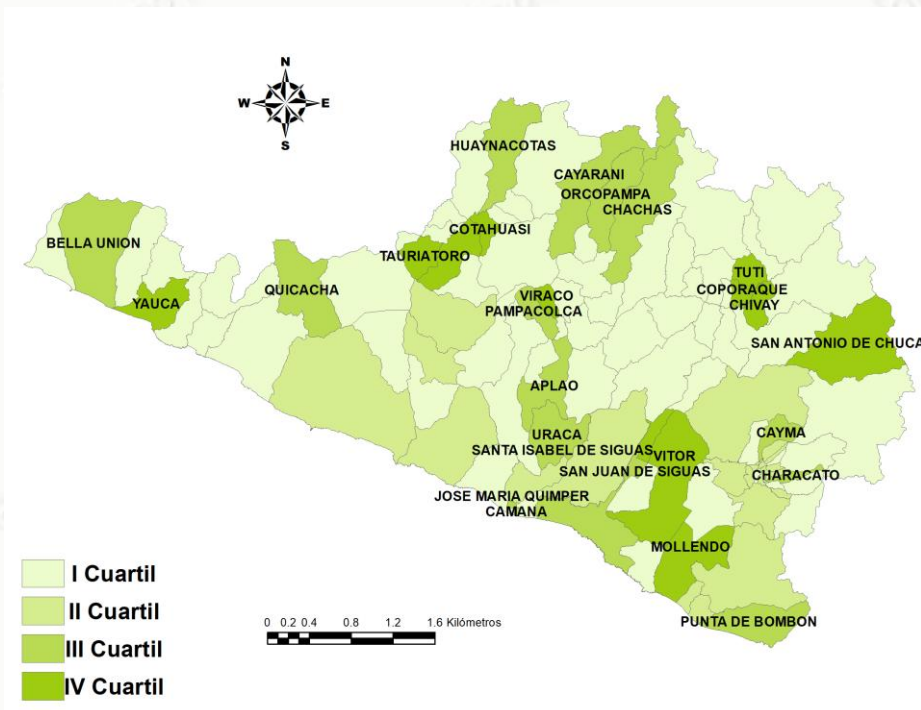 N
W E
S
HUAYNACOTAS
CAYARANI
ORCOPAMPA
CHACHAS
BELLA UNION
COTAHUASI
TAURIATORO
TUTI
COPORAQUE
CHIVAY
QUICACHA
YAUCA
VIRACO
PAMPACOLCA
SAN ANTONIO DE CHUCA
APLAO
URACA
CAYMA
SANTA ISABEL DE SIGUAS
VITOR
SAN JUAN DE SIGUAS
CHARACATO
JOSE MARIA QUIMPER
CAMANA
MOLLENDO
PUNTA DE BOMBON
I Cuartil
II Cuartil
III Cuartil
IV Cuartil
0 0.2 0.4 0.8 1.2 1.6 Kilómetros